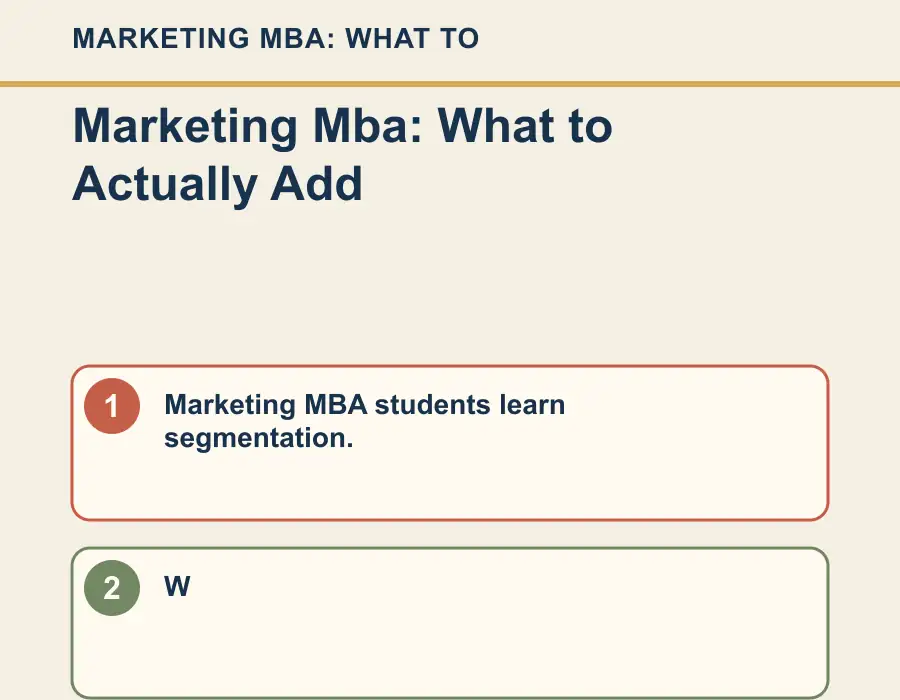 MARKETING MBA: WHAT TO
Marketing Mba: What to
Actually Add
1
Marketing MBA students learn
segmentation.
2
W